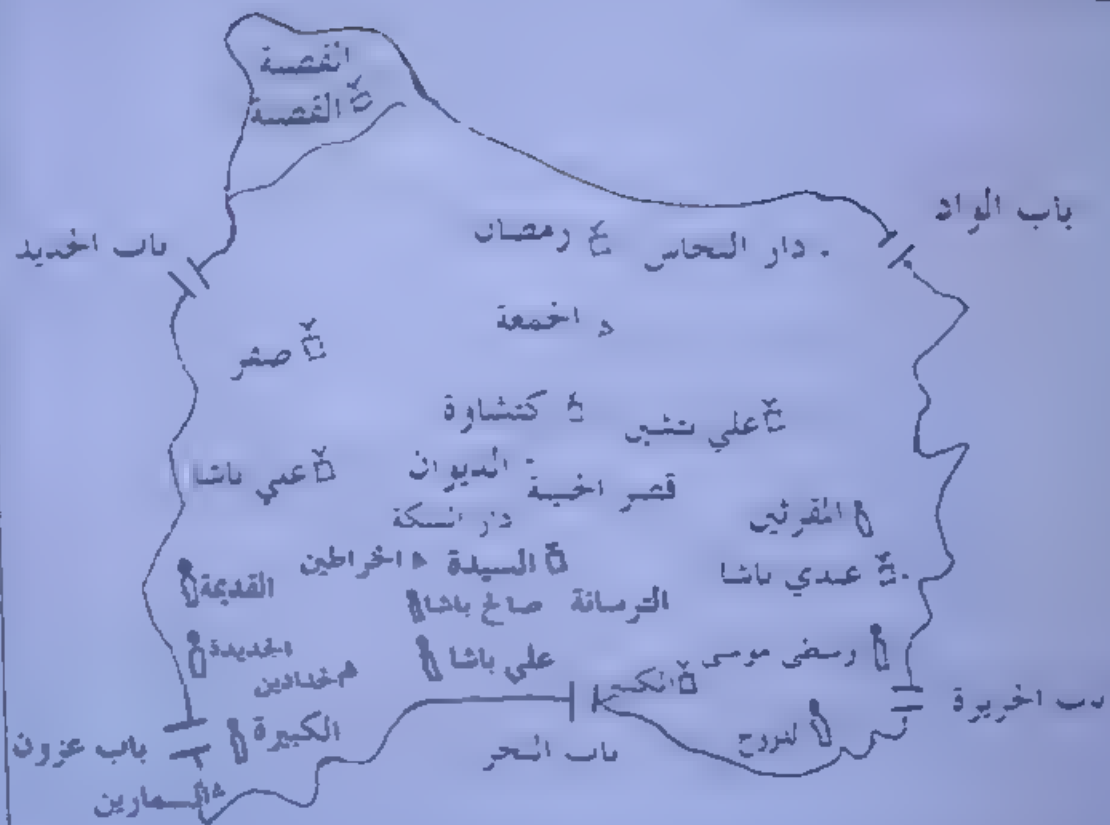 القصبة
القصبة
باب الواد
رمضان
دار النحاس
باب الحديد
الجمعة
صفر
كتشاوة
علي بتشين
علي باشا
الديوان
قصر الجنينة
دار السكة
المقرئين
السيدة
الخراطين
عبدي باشا
القديمة
الترسانة
صالح باشا
الجديدة
علي باشا
وسطى موسى
الحدادين
باب الجزيرة
الكبيرة
باب عزون
باب البحر
السمارين